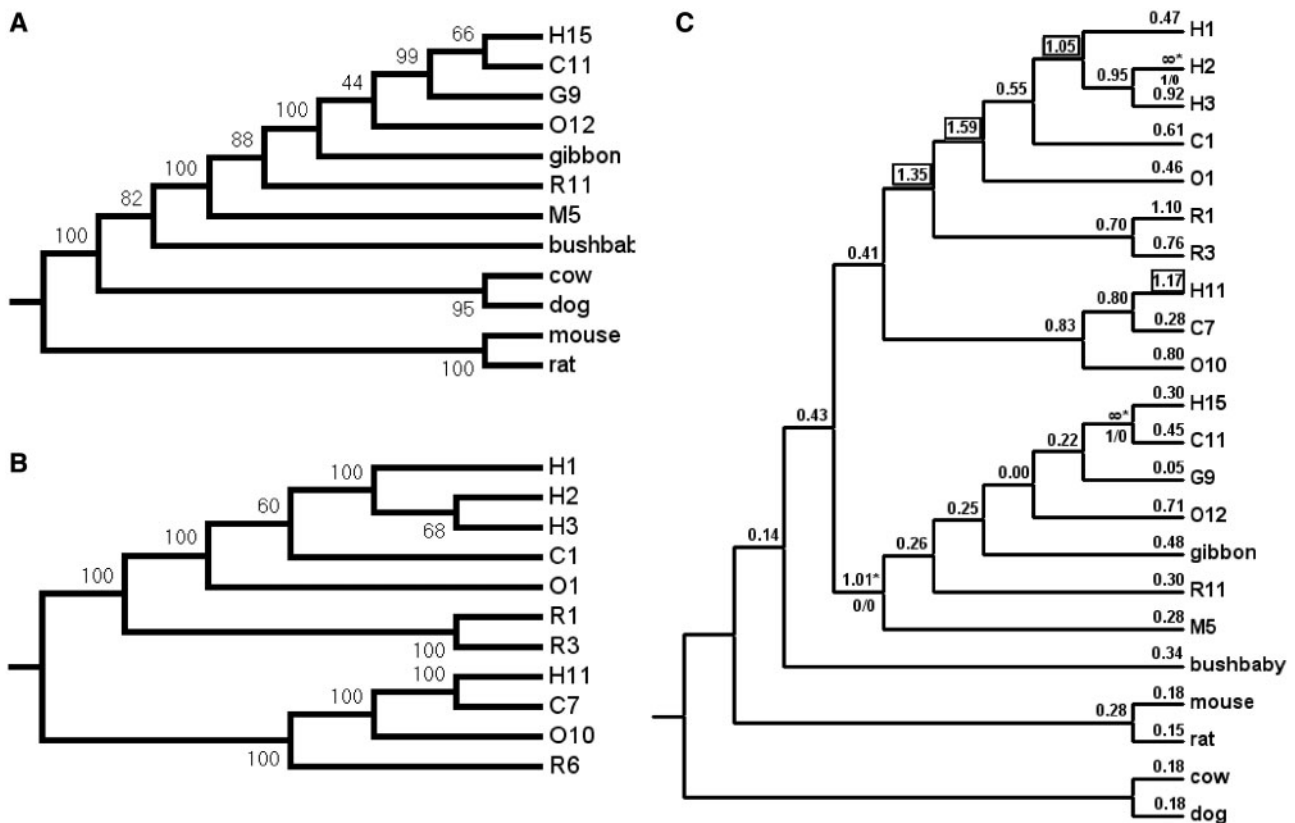 A
H15
66
C11
99
G9
44
O12
100
gibbon
88
R11
100
M5
82
bushbab
100
cow
dog
95
mouse
rat
100
B
H1
100
H2
68
H3
60
C1
100
O1
100
R1
R3
100
H11
100
C7
100
O10
100
R6
C
0.47 H1
1.05
∞* H2
0.95 1/0
0.92 H3
0.55
0.61 C1
1.59
0.46 O1
1.35
1.10 R1
0.70
0.76 R3
0.41
1.17 H11
0.80
0.28 C7
0.83
0.80 O10
0.43
0.30 H15
∞*
1/0
0.45 C11
0.22
0.05 G9
0.00
0.71 O12
0.25
0.48 gibbon
0.26
0.30 R11
1.01*
0/0
0.28 M5
0.14
0.34 bushbaby
0.18 mouse
0.28
0.15 rat
0.18 cow
0.18 dog